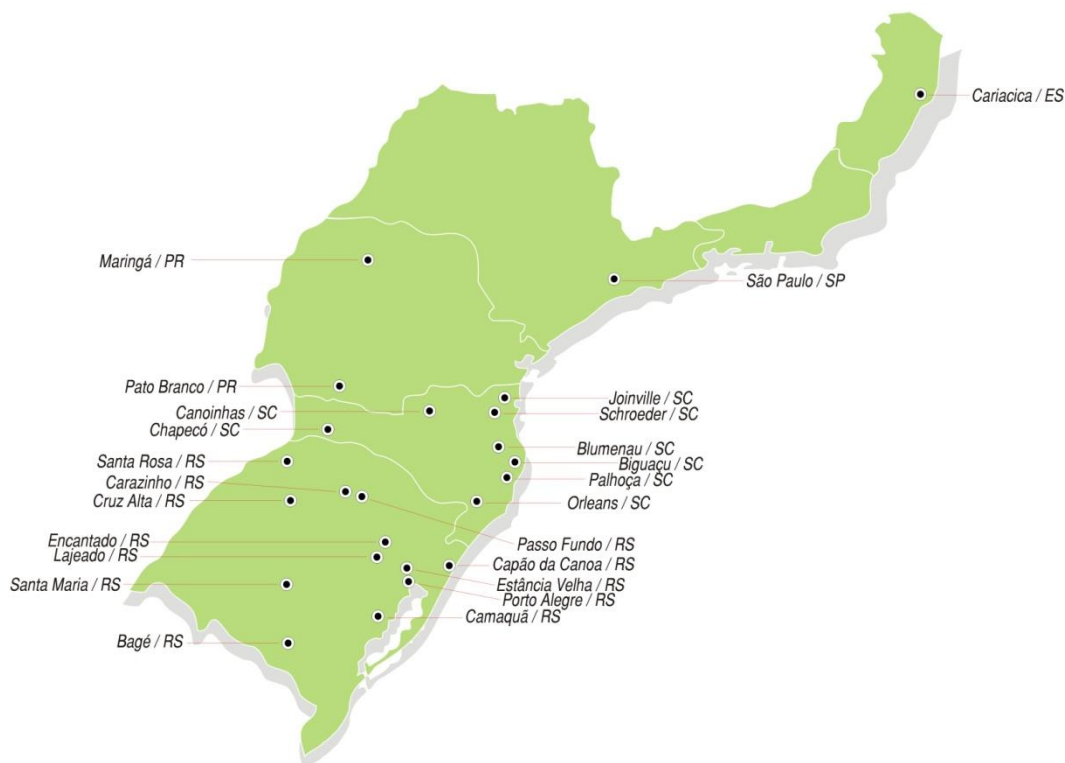 Cariacica / ES
Maringá / PR
São Paulo / SP
Pato Branco / PR
Joinville / SC
Canoinhas / SC
Schroeder / SC
Chapecó / SC
Blumenau / SC
Santa Rosa / RS
Biguaçu / SC
Carazinho / RS
Palhoça / SC
Cruz Alta / RS
Orleans / SC
Encantado / RS
Passo Fundo / RS
Lajeado / RS
Capão da Canoa / RS
Santa Maria / RS
Estância Velha / RS
Porto Alegre / RS
Camaquã / RS
Bagé / RS